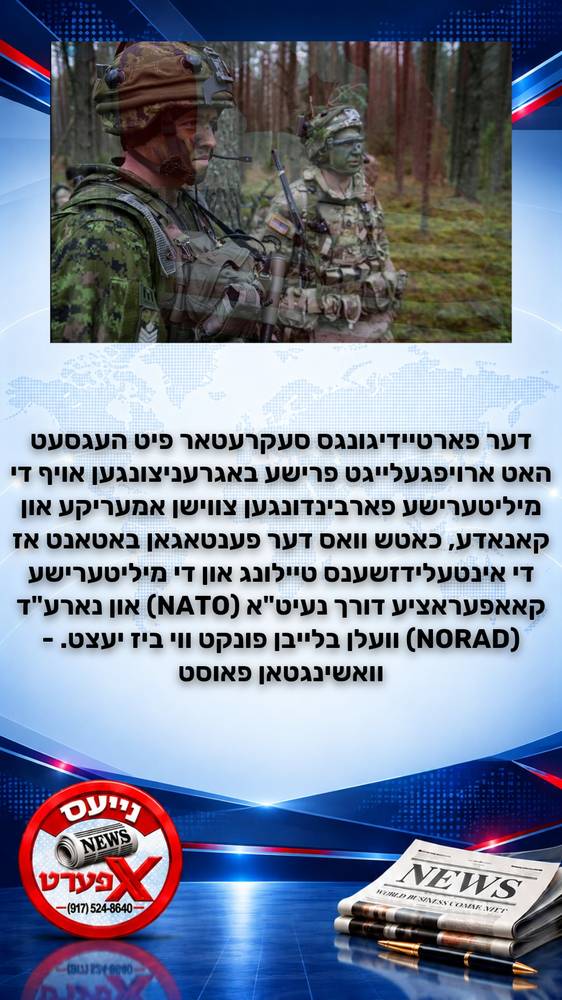 דער פארטיידיגונגס סעקרעטאר פיט העגסעט
האט ארויפגעלייגט פרישע באגרעניצונגען אויף די
מיליטערישע פארבינדונגען צווישן אמעריקע און
קאנאדע, כאטש וואס דער פענטאגאן באטאנט אז
די אינטעלידזשענס טיילונג און די מיליטערישע
קאאפעראציע דורך נעיט"א (NATO) און נארע"ד
(NORAD) וועלן בלייבן פונקט ווי ביז יעצט. -
וואשינגטאן פאוסט
נייעס
NEWS
Xפערט
(917) 524-8640
NEWS